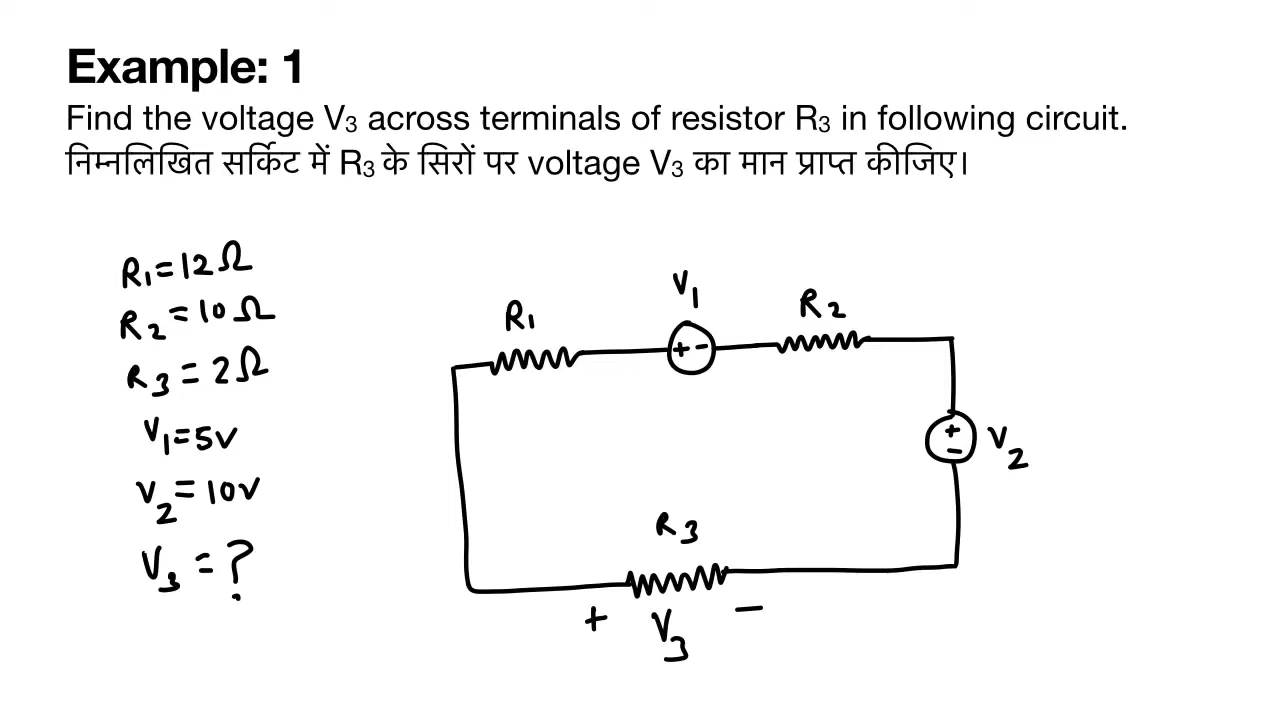 Example: 1
Find the voltage V₃ across terminals of resistor R₃ in following circuit.
निम्नलिखित सर्किट में R₃ के सिरों पर voltage V₃ का मान प्राप्त कीजिए।
R₁=12Ω
R₂=10Ω
R₃=2Ω
V₁=5V
V₂=10V
V₃=?
V₁
R₁
R₂
+ -
+
-
V₂
R₃
+ V₃ -